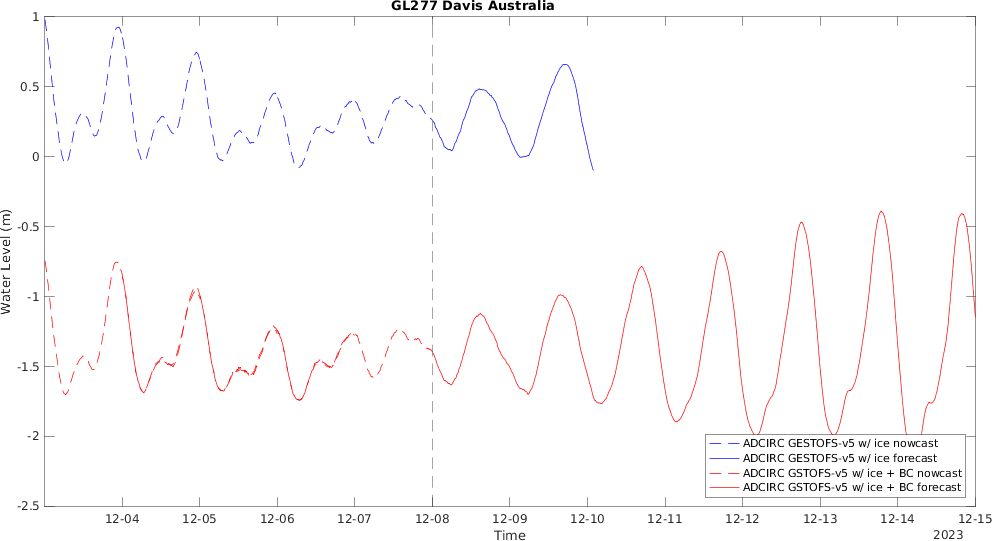 GL277 Davis Australia
Water Level (m)
1
0.5
0
-0.5
-1
-1.5
-2
-2.5
ADCIRC GESTOFS-v5 w/ ice nowcast
ADCIRC GESTOFS-v5 w/ ice forecast
ADCIRC GSTOFS-v5 w/ ice + BC nowcast
ADCIRC GSTOFS-v5 w/ ice + BC forecast
12-04 12-05 12-06 12-07 12-08 12-09 12-10 12-11 12-12 12-13 12-14 12-15
Time
2023